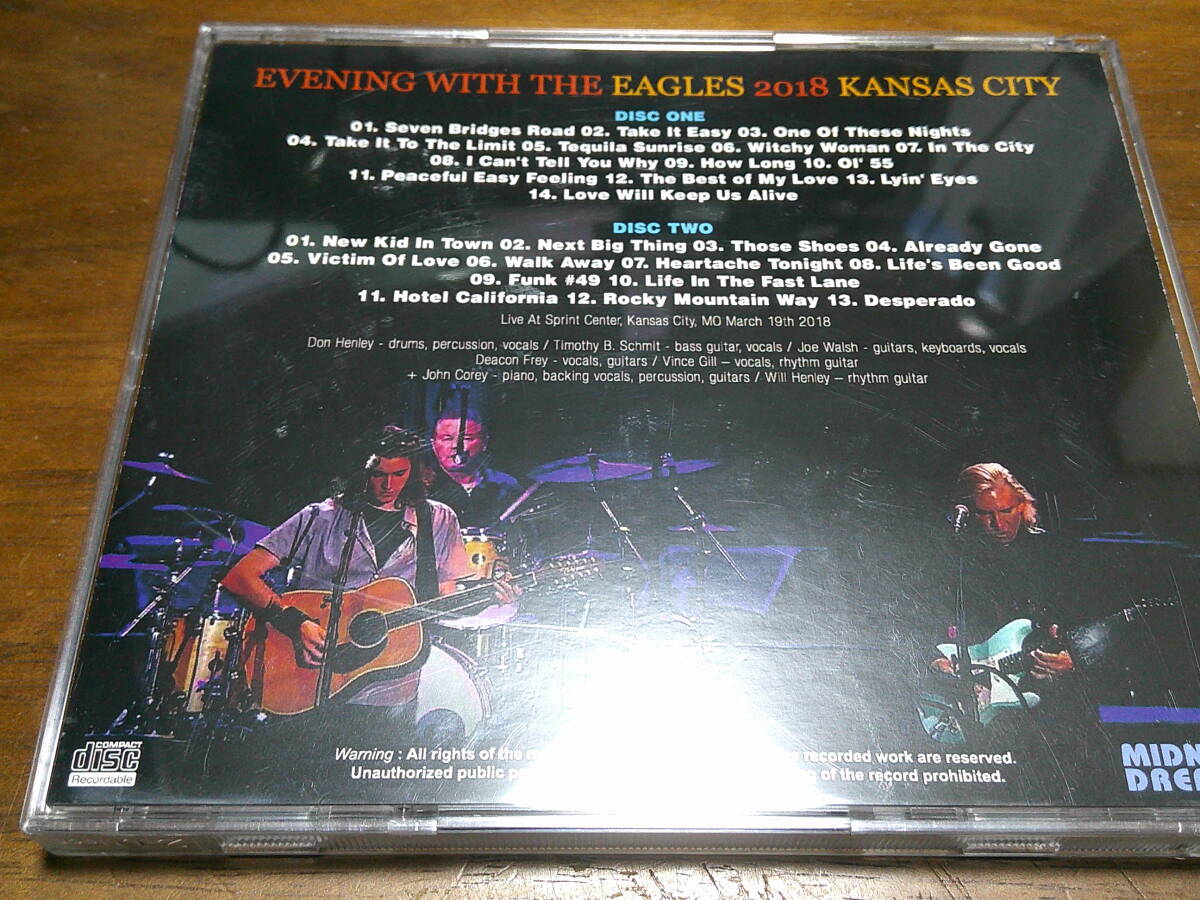 EVENING WITH THE EAGLES 2018 KANSAS CITY
DISC ONE
01. Seven Bridges Road 02. Take It Easy 03. One Of These Nights
04. Take It To The Limit 05. Tequila Sunrise 06. Witchy Woman 07. In The City
08. I Can't Tell You Why 09. How Long 10. Ol' 55
11. Peaceful Easy Feeling 12. The Best of My Love 13. Lyin' Eyes
14. Love Will Keep Us Alive
DISC TWO
01. New Kid In Town 02. Next Big Thing 03. Those Shoes 04. Already Gone
05. Victim Of Love 06. Walk Away 07. Heartache Tonight 08. Life's Been Good
09. Funk #49 10. Life In The Fast Lane
11. Hotel California 12. Rocky Mountain Way 13. Desperado
Live At Sprint Center, Kansas City, MO March 19th 2018
Don Henley - drums, percussion, vocals / Timothy B. Schmit - bass guitar, vocals / Joe Walsh - guitars, keyboards, vocals
Deacon Frey - vocals, guitars / Vince Gill – vocals, rhythm guitar
+ John Corey - piano, backing vocals, percussion, guitars / Will Henley – rhythm guitar
COMPACT
disc
Recordable
Warning : All rights of the recorded work are reserved.
Unauthorized public of the record prohibited.